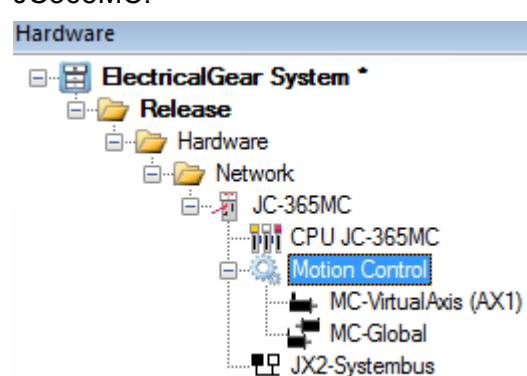 Hardware
ElectricalGear System *
Release
Hardware
Network
JC-365MC
CPU JC-365MC
Motion Control
MC-VirtualAxis (AX1)
MC-Global
JX2-Systembus